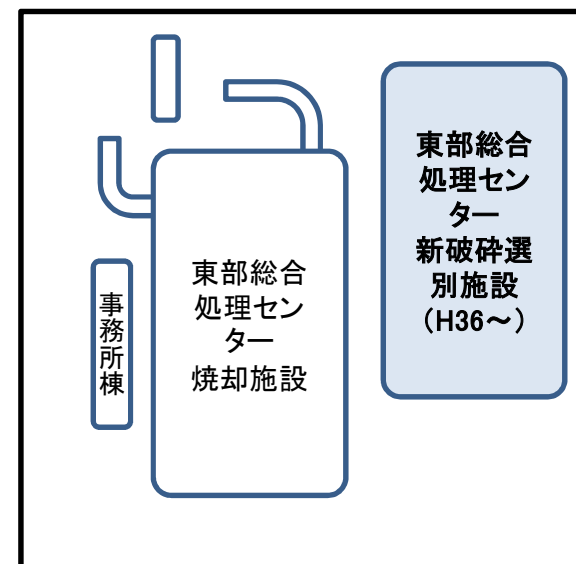 東部総合
処理セン
ター
新破砕選
別施設
（H36～）
東部総合
処理セン
ター
焼却施設
事務所棟